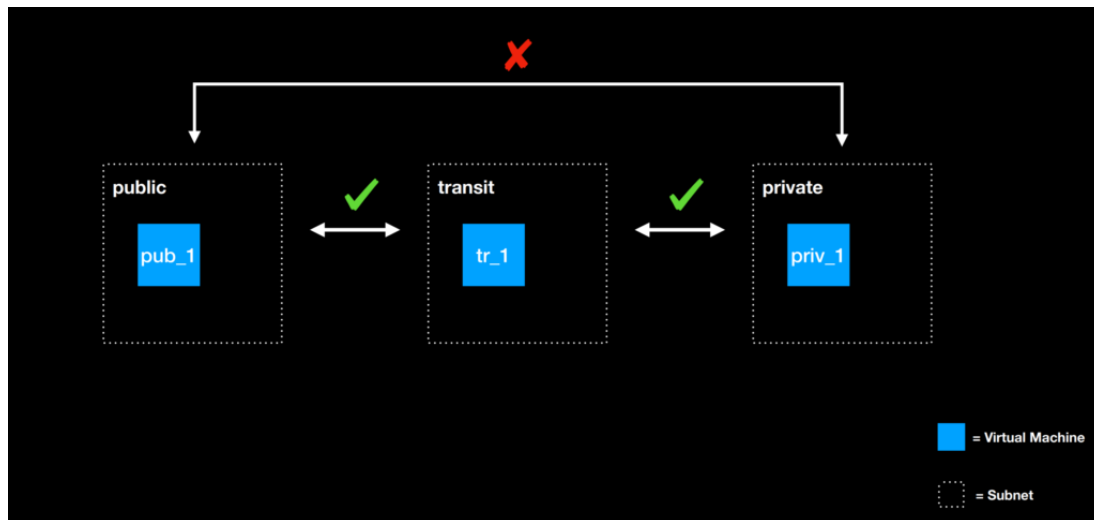 public
transit
private
pub_1
tr_1
priv_1
= Virtual Machine
= Subnet